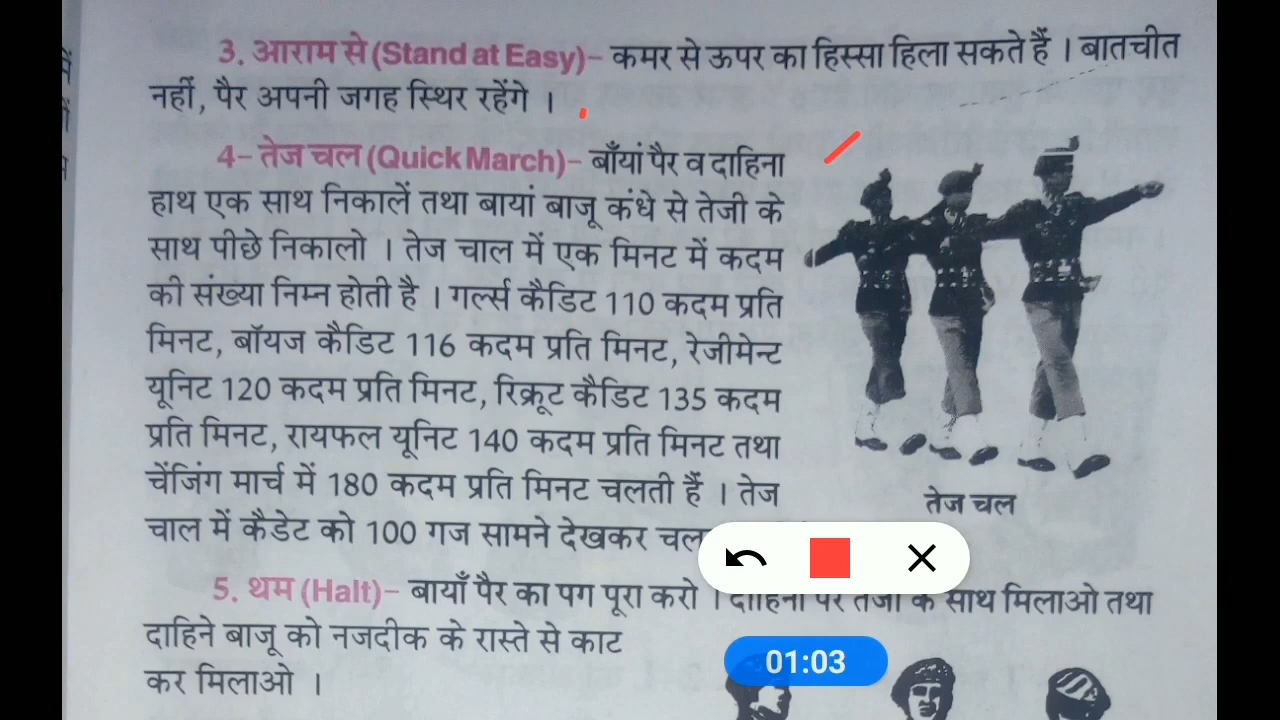 3. आराम से (Stand at Easy)– कमर से ऊपर का हिस्सा हिला सकते हैं । बातचीत
नहीं, पैर अपनी जगह स्थिर रहेंगे ।
4– तेज चल (Quick March)– बाँयां पैर व दाहिना
हाथ एक साथ निकालें तथा बायां बाजू कंधे से तेजी के
साथ पीछे निकालो । तेज चाल में एक मिनट में कदम
की संख्या निम्न होती है । गर्ल्स कैडिट 110 कदम प्रति
मिनट, बॉयज कैडिट 116 कदम प्रति मिनट, रेजीमेन्ट
यूनिट 120 कदम प्रति मिनट, रिक्रूट कैडिट 135 कदम
प्रति मिनट, रायफल यूनिट 140 कदम प्रति मिनट तथा
चेंजिंग मार्च में 180 कदम प्रति मिनट चलती हैं । तेज
चाल में कैडेट को 100 गज सामने देखकर
तेज चल
5. थम (Halt)– बायाँ पैर का पग पूरा करो । दाहिना पैर तेजी के साथ मिलाओ तथा
दाहिने बाजू को नजदीक के रास्ते से काट
कर मिलाओ ।
01:03